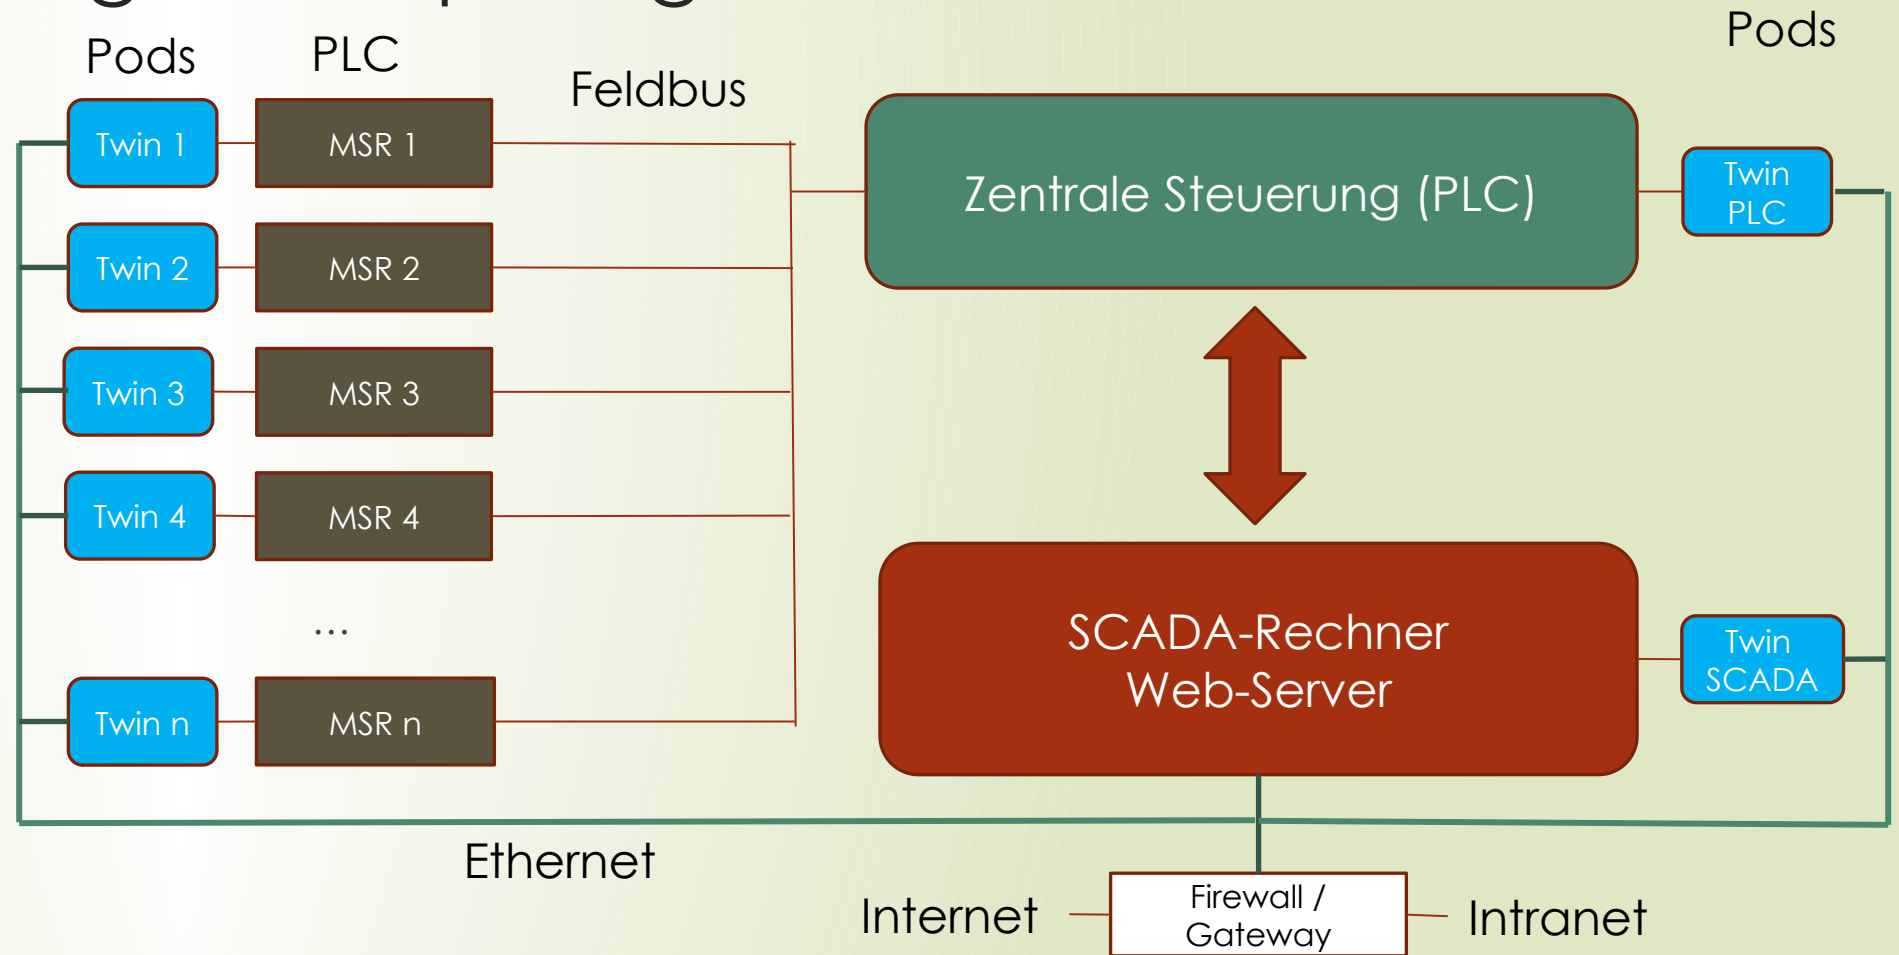 Pods
PLC
Feldbus
Pods
Twin 1
MSR 1
Zentrale Steuerung (PLC)
Twin
PLC
Twin 2
MSR 2
Twin 3
MSR 3
Twin 4
MSR 4
...
SCADA-Rechner
Web-Server
Twin
SCADA
Twin n
MSR n
Ethernet
Internet
Firewall /
Gateway
Intranet